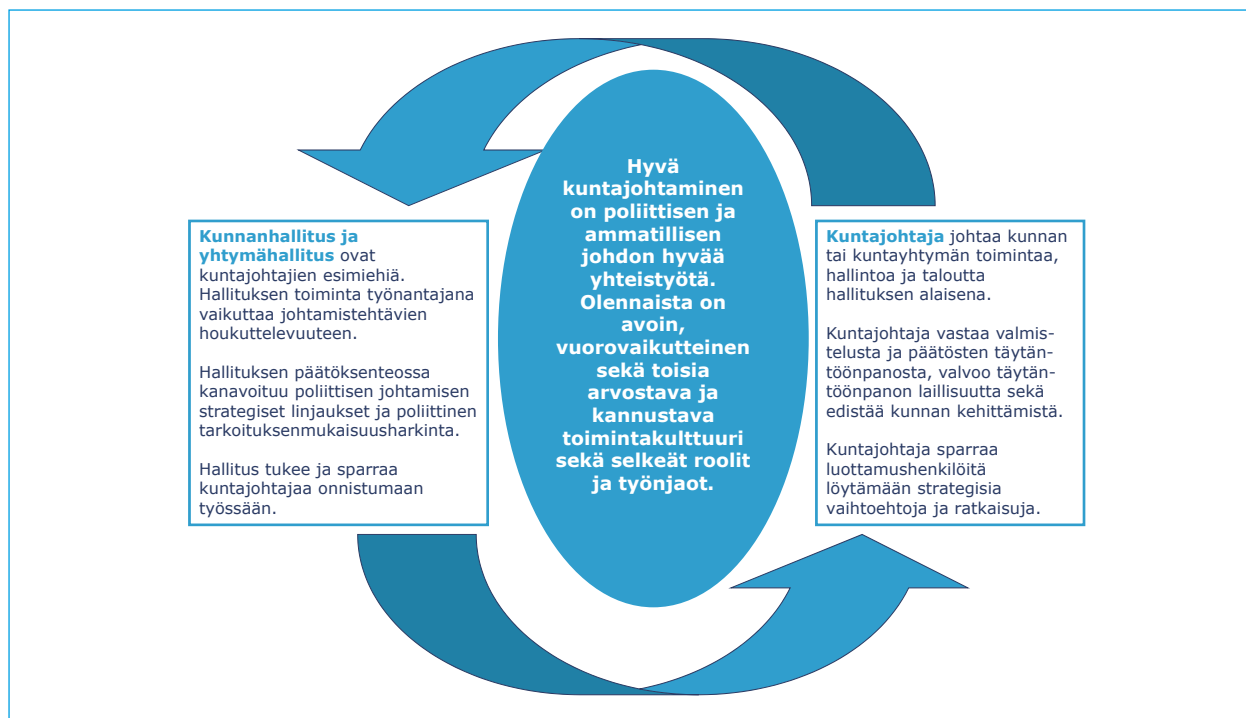 Kunnanhallitus ja
yhtymähallitus ovat
kuntajohtajien esimiehiä.
Hallituksen toiminta työnantajana
vaikuttaa johtamistehtävien
houkuttelevuuteen.
Hallituksen päätöksenteossa
kanavoituu poliittisen johtamisen
strategiset linjaukset ja poliittinen
tarkoituksenmukaisuusharkinta.
Hallitus tukee ja sparraa
kuntajohtajaa onnistumaan
työssään.
Hyvä
kuntajohtaminen
on poliittisen ja
ammatillisen
johdon hyvää
yhteistyötä.
Olennaista on
avoin,
vuorovaikutteinen
sekä toisia
arvostava ja
kannustava
toimintakulttuuri
sekä selkeät roolit
ja työnjaot.
Kuntajohtaja johtaa kunnan
tai kuntayhtymän toimintaa,
hallintoa ja taloutta
hallituksen alaisena.
Kuntajohtaja vastaa valmis-
telusta ja päätösten täytän-
töönpanosta, valvoo täytän-
töönpanon laillisuutta sekä
edistää kunnan kehittämistä.
Kuntajohtaja sparraa
luottamushenkilöitä
löytämään strategisia
vaihtoehtoja ja ratkaisuja.